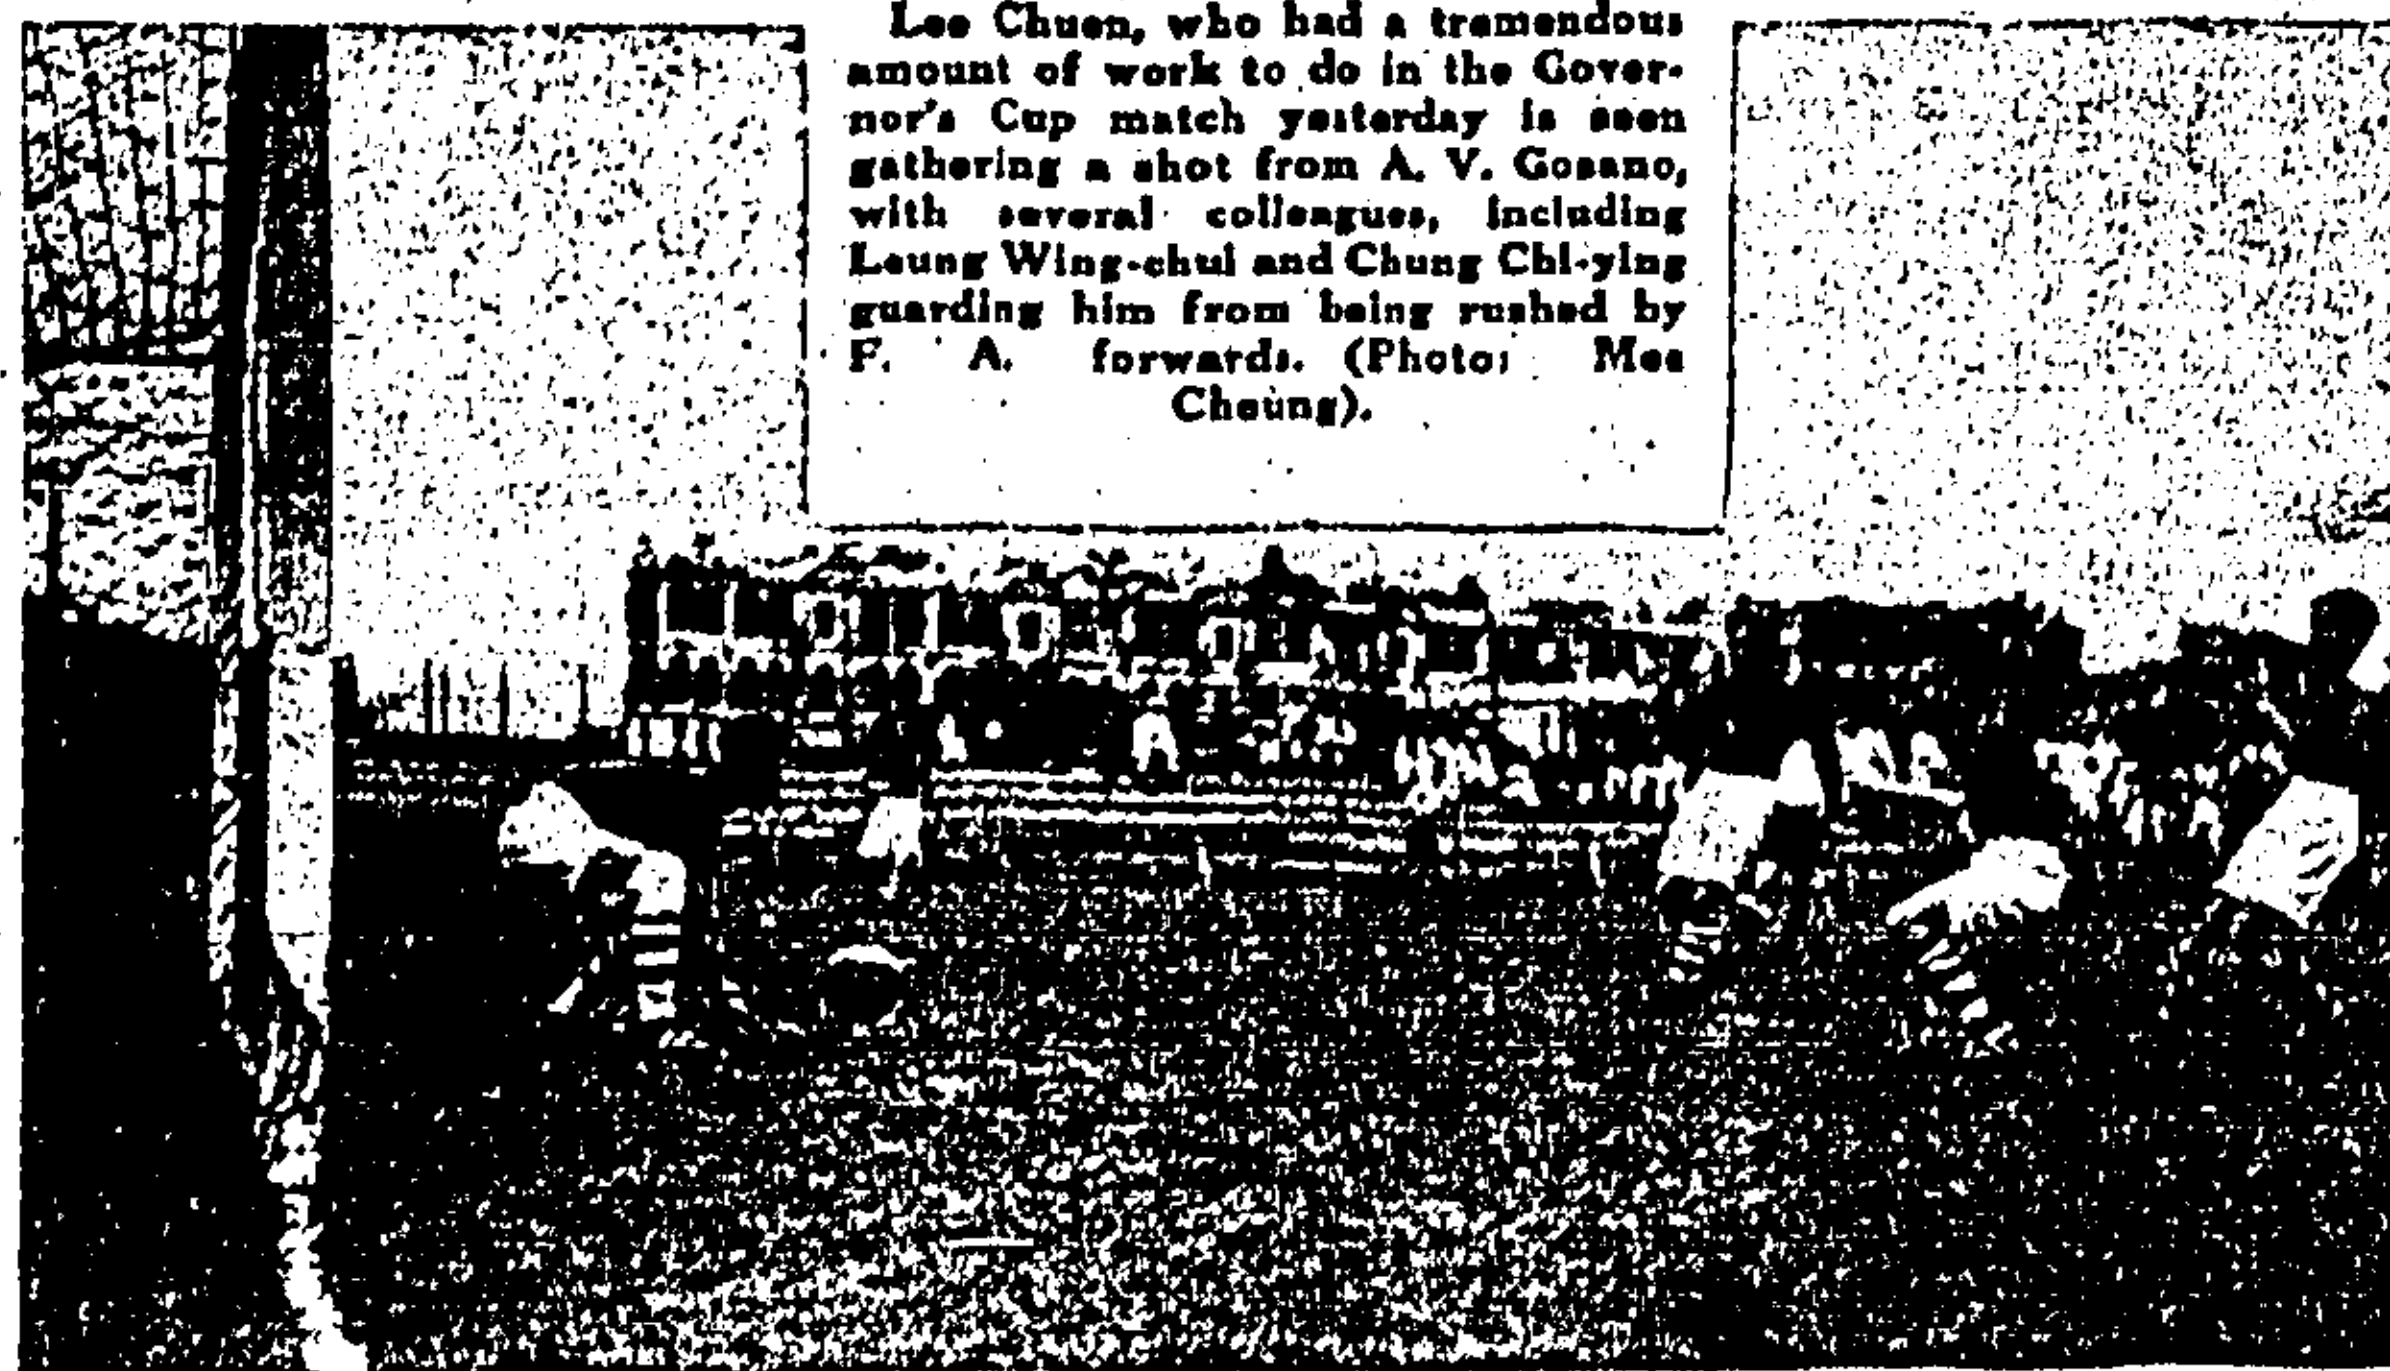 Lee Chuen, who had a tremendous
amount of work to do in the Gover-
nor's Cup match yesterday is seen
gathering a shot from A. V. Gosano,
with several colleagues, including
Leung Wing-chui and Chung Chi-ying
guarding him from being rushed by
F. A. forwards. (Photo: Mee
Cheung).